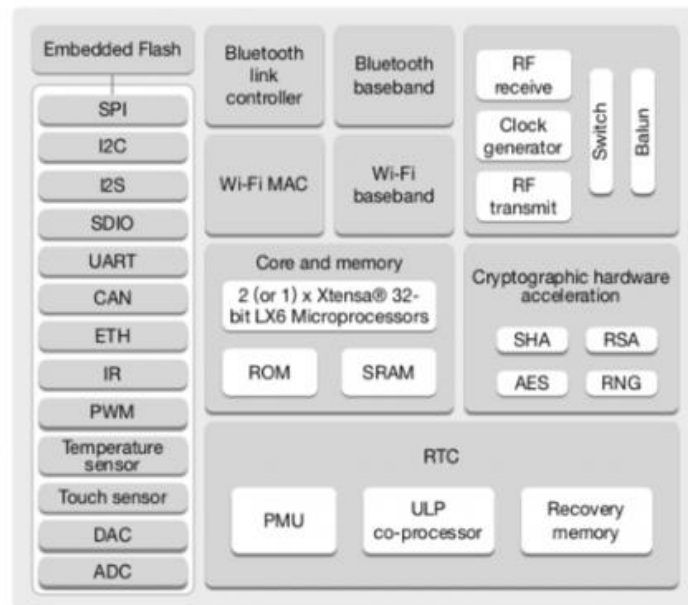 Embedded Flash
SPI
I2C
I2S
SDIO
UART
CAN
ETH
IR
PWM
Temperature
sensor
Touch sensor
DAC
ADC
Bluetooth
link
controller
Bluetooth
baseband
Wi-Fi MAC
Wi-Fi
baseband
RF
receive
Clock
generator
RF
transmit
Switch
Balun
Core and memory
2 (or 1) x Xtensa® 32-
bit LX6 Microprocessors
ROM
SRAM
Cryptographic hardware
acceleration
SHA
RSA
AES
RNG
RTC
PMU
ULP
co-processor
Recovery
memory